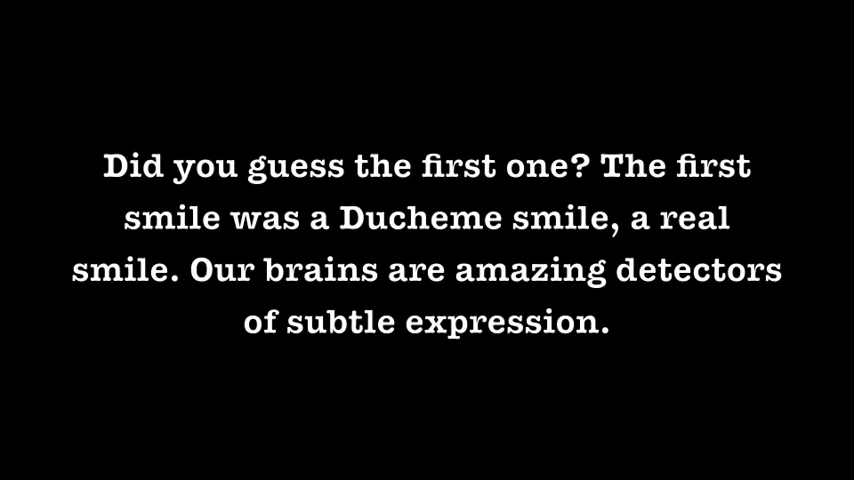 Did you guess the first one? The first
smile was a Ducheme smile, a real
smile. Our brains are amazing detectors
of subtle expression.